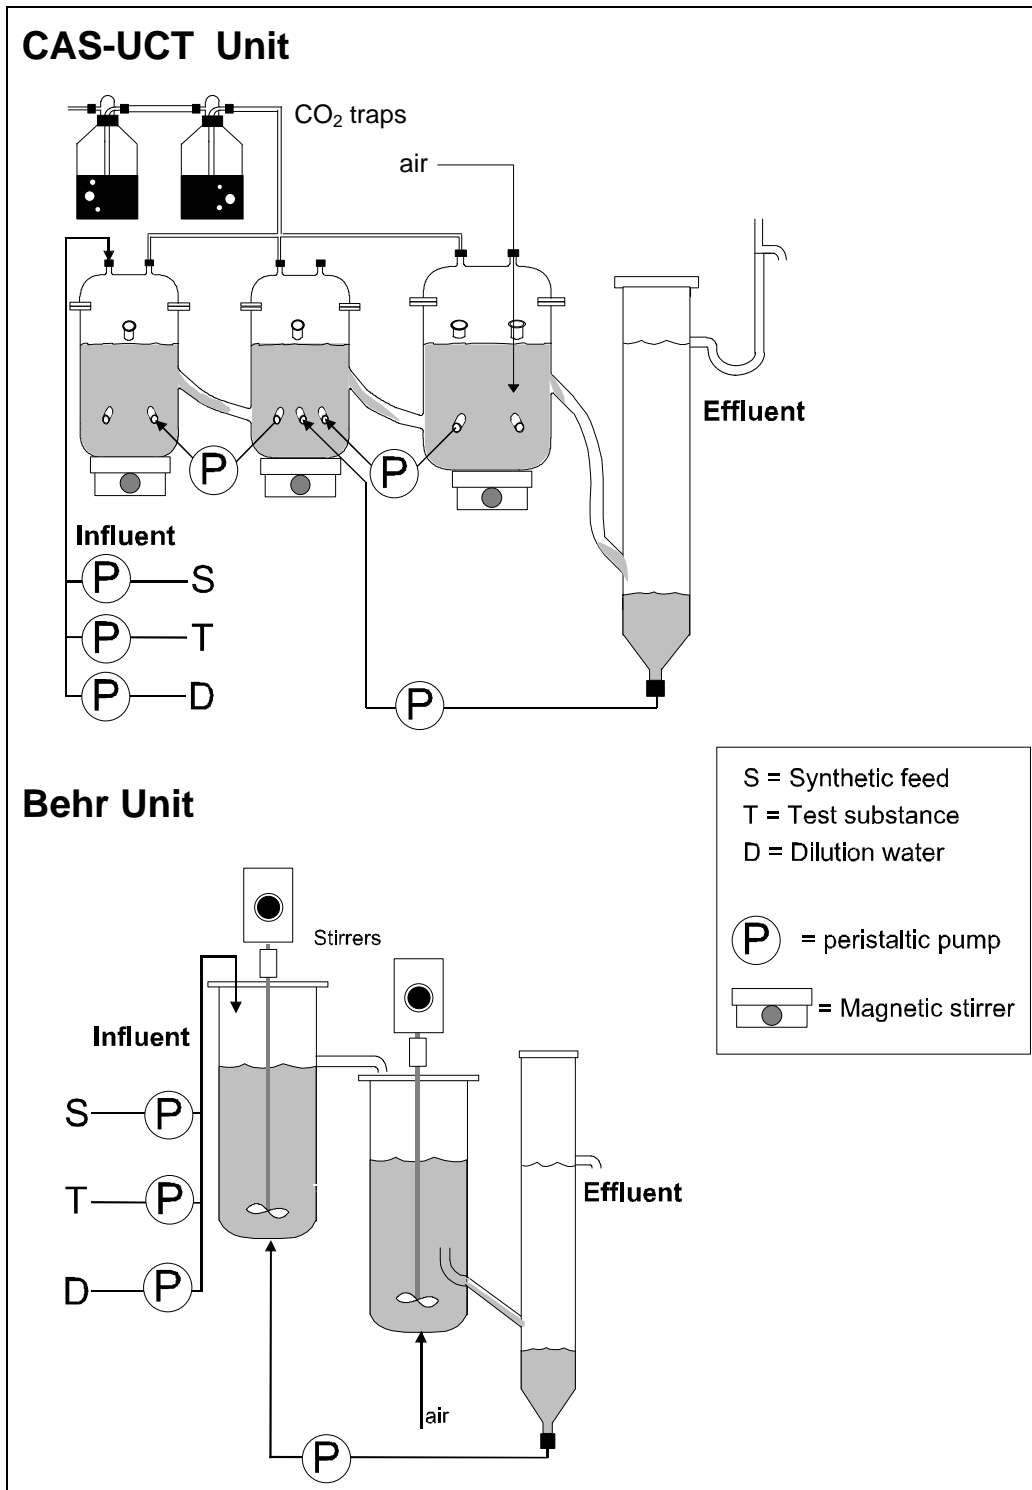 CAS-UCT Unit
CO2 traps
air
Effluent
P
P
Influent
P S
P T
P D
P
Behr Unit
S = Synthetic feed
T = Test substance
D = Dilution water
P = peristaltic pump
= Magnetic stirrer
Stirrers
Influent
S P
T P
D P
Effluent
air
P